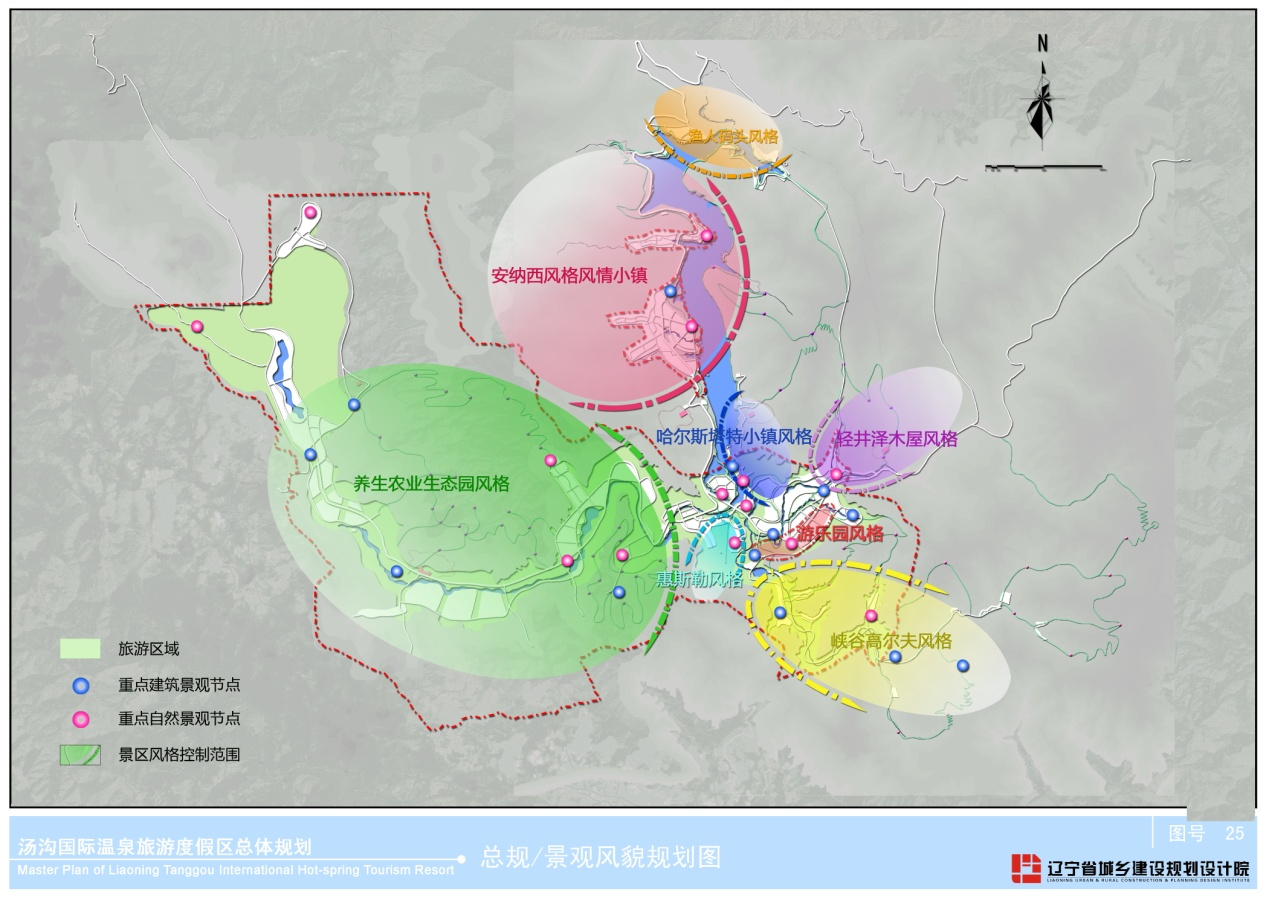 N
渔人码头风格
安纳西风格风情小镇
哈尔斯塔特小镇风格
轻井泽木屋风格
养生农业生态园风格
游乐园风格
惠斯勒风格
峡谷高尔夫风格
旅游区域
重点建筑景观节点
重点自然景观节点
景区风格控制范围
汤沟国际温泉旅游度假区总体规划
Master Plan of Liaoning Tanggou International Hot-spring Tourism Resort
总规/景观风貌规划图
图号 25
辽宁省城乡建设规划设计院
LIAONING URBAN & RURAL CONSTRUCTION & PLANNING DESIGN INSTITUTE